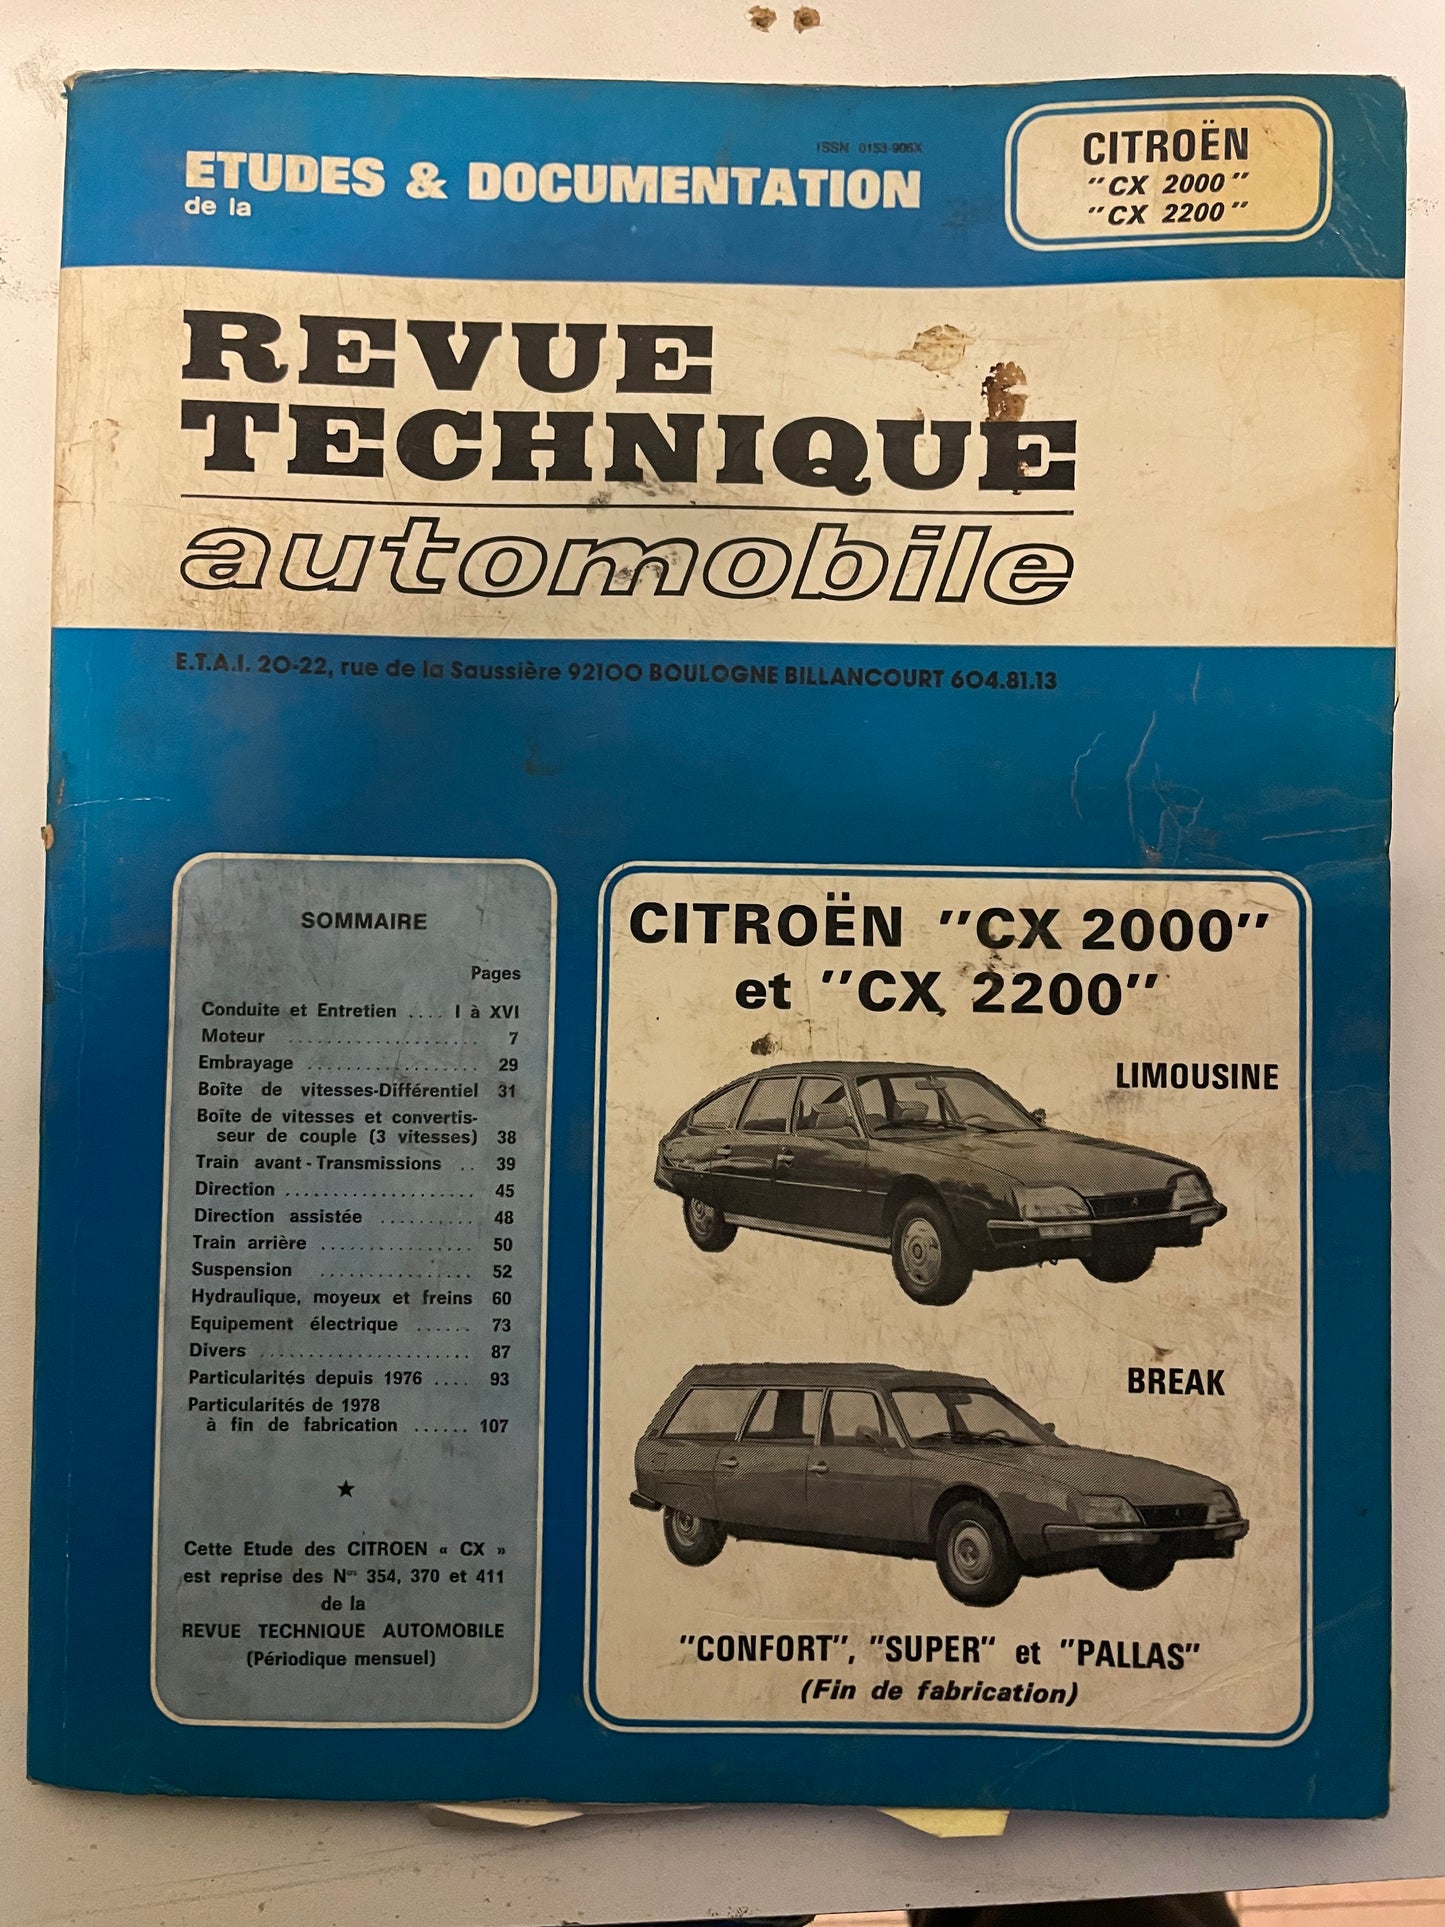 ISSN 0153-906X
ETUDES & DOCUMENTATION
de la
CITROËN
"CX 2000"
"CX 2200"
REVUE
TECHNIQUE
automobile
E.T.A.I. 20-22, rue de la Saussière 92100 BOULOGNE BILLANCOURT 604.81.13
SOMMAIRE
Pages
Conduite et Entretien .... I à XVI
Moteur .................... 7
Embrayage .................. 29
Boîte de vitesses-Différentiel 31
Boîte de vitesses et convertis-
seur de couple (3 vitesses) 38
Train avant - Transmissions .. 39
Direction ................... 45
Direction assistée .......... 48
Train arrière ................ 50
Suspension ................ 52
Hydraulique, moyeux et freins 60
Equipement électrique ...... 73
Divers ...................... 87
Particularités depuis 1976 .... 93
Particularités de 1978
à fin de fabrication ...... 107
★
Cette Etude des CITROEN « CX »
est reprise des Nos 354, 370 et 411
de la
REVUE TECHNIQUE AUTOMOBILE
(Périodique mensuel)
CITROËN "CX 2000"
et "CX 2200"
LIMOUSINE
BREAK
"CONFORT", "SUPER" et "PALLAS"
(Fin de fabrication)